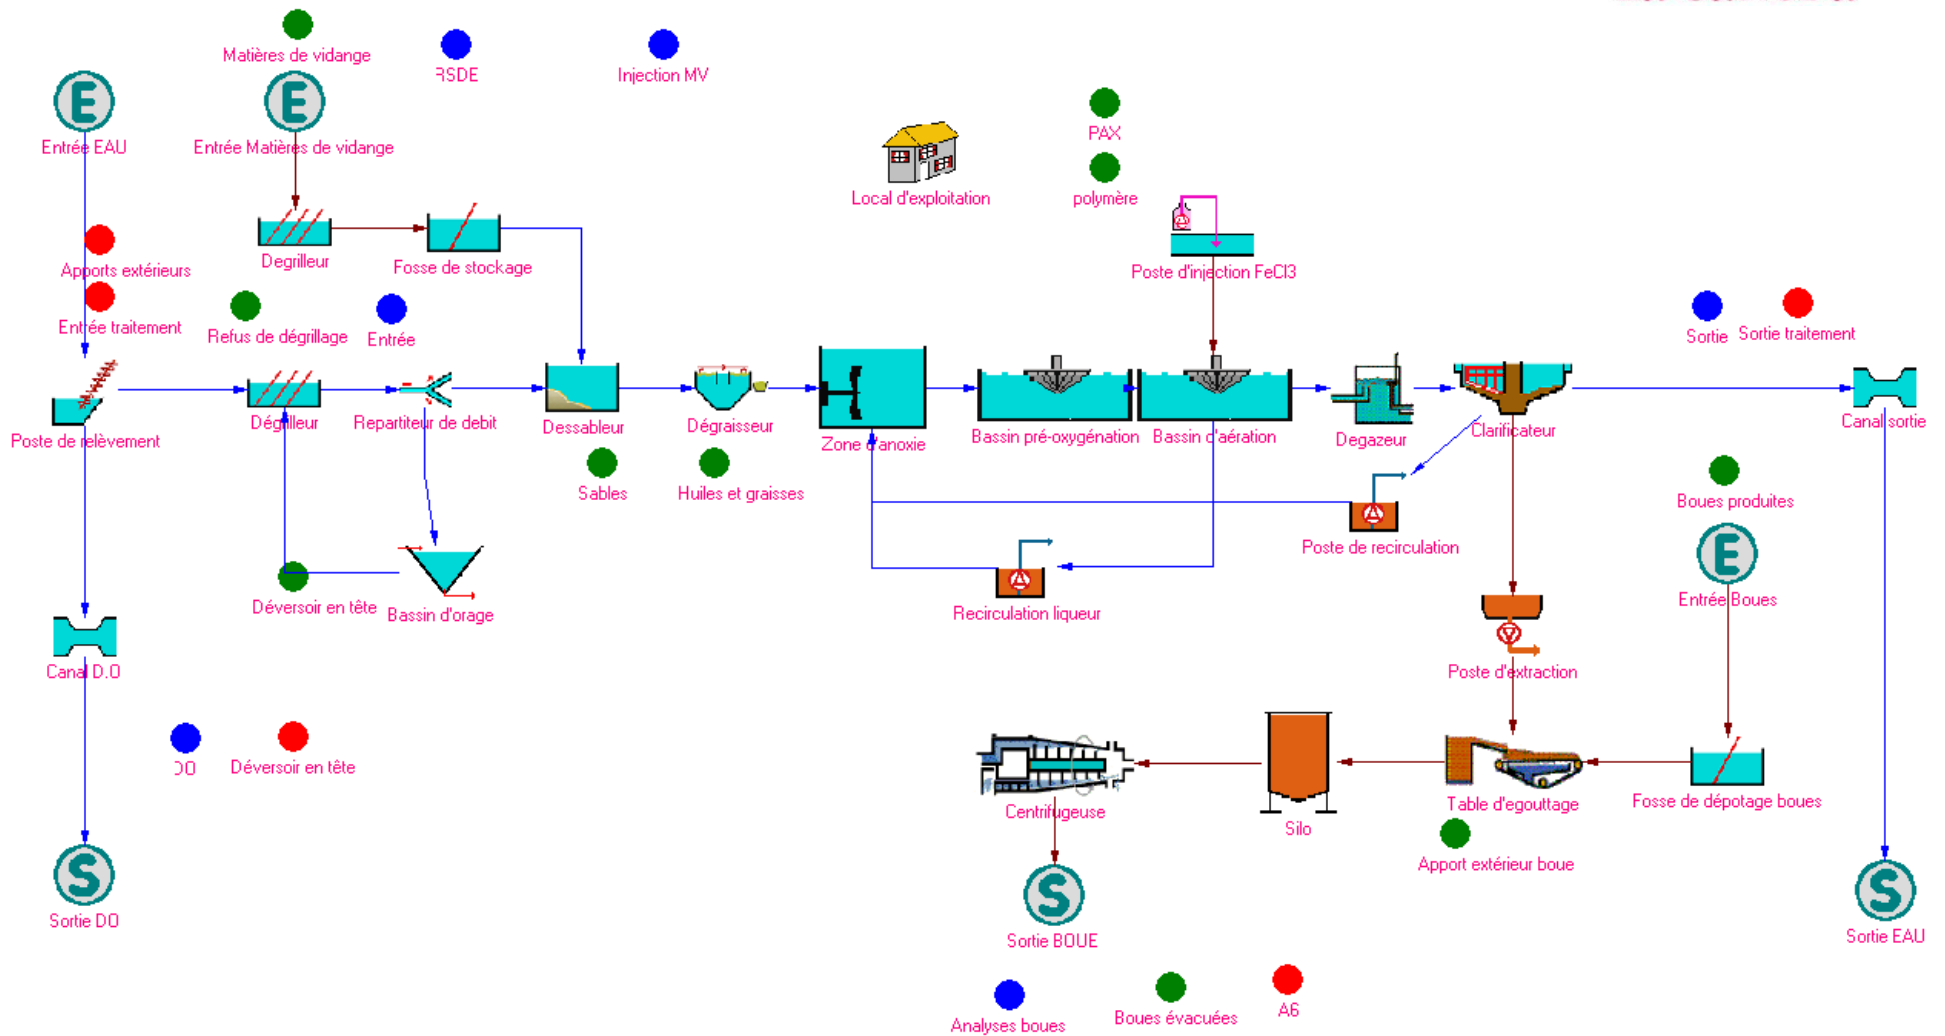 Matières de vidange
RSDE
Injection MV
E
E
Entrée EAU
Entrée Matières de vidange
PAX
Local d'exploitation
polymère
Degrilleur
Fosse de stockage
Apports extérieurs
Poste d'injection FeCl3
Entrée traitement
Refus de dégrillage
Entrée
Sortie
Sortie traitement
Poste de relèvement
Dégrilleur
Repartiteur de debit
Dessableur
Dégraisseur
Zone d'anoxie
Bassin pré-oxygénation
Bassin d'aération
Degazeur
Clarificateur
Canal sortie
Sables
Huiles et graisses
Boues produites
Poste de recirculation
E
Entrée Boues
Déversoir en tête
Bassin d'orage
Recirculation liqueur
Canal D.O
Poste d'extraction
DO
Déversoir en tête
Centrifugeuse
Silo
Table d'egouttage
Fosse de dépotage boues
Apport extérieur boue
S
Sortie DO
S
Sortie BOUE
S
Sortie EAU
Analyses boues
Boues évacuées
A6